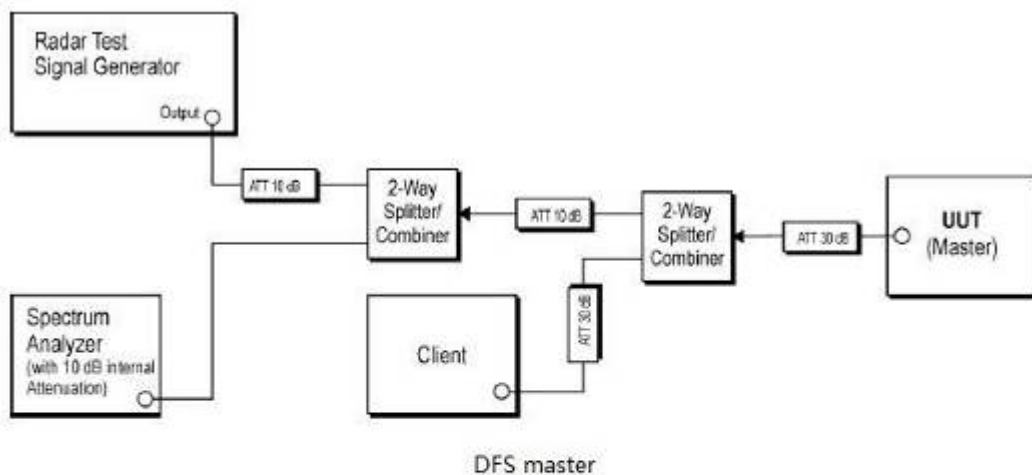 Radar Test
Signal Generator
Output
ATT 10 dB
2-Way
Splitter/
Combiner
ATT 10 dB
2-Way
Splitter/
Combiner
ATT 30 dB
UUT
(Master)
Spectrum
Analyzer
(with 10 dB internal
Attenuation)
Client
ATT 30 dB
DFS master